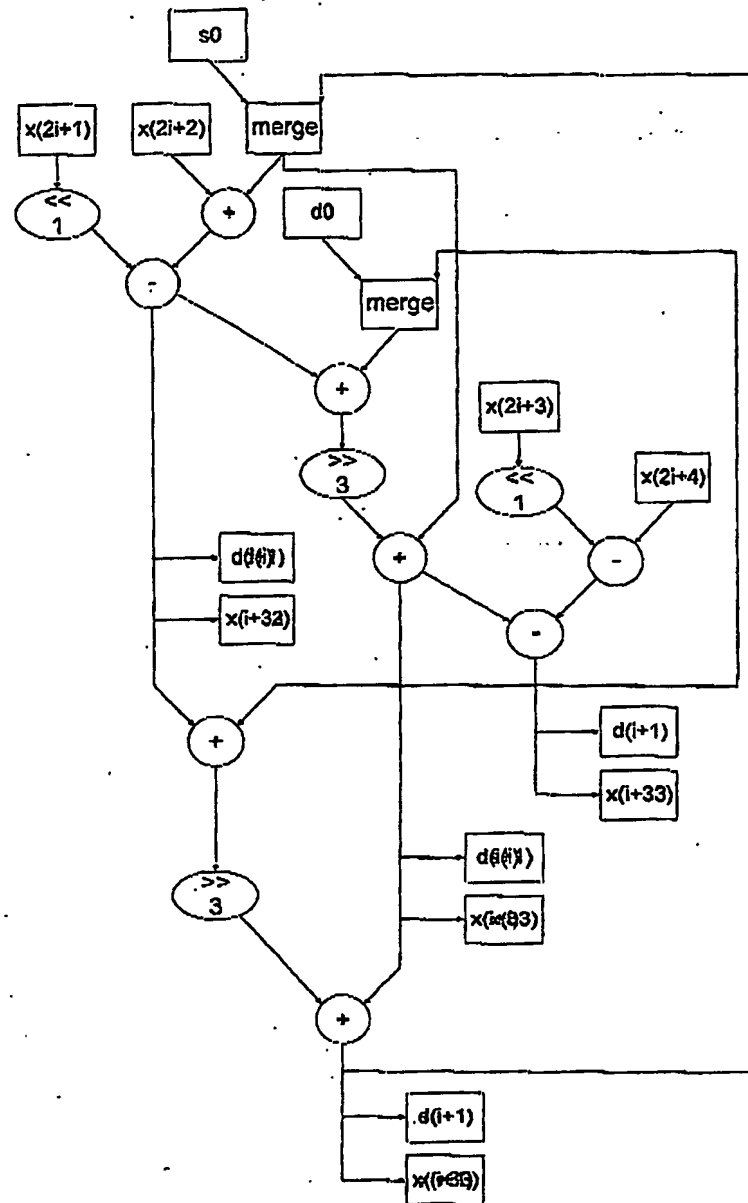 s0
x(2i+1)
x(2i+2)
merge
<<
1
+
d0
-
merge
+
x(2i+3)
>>
3
<<
1
x(2i+4)
+
-
x(i+32)
-
+
d(i+1)
x(i+33)
>>
3
+
d(i+1)